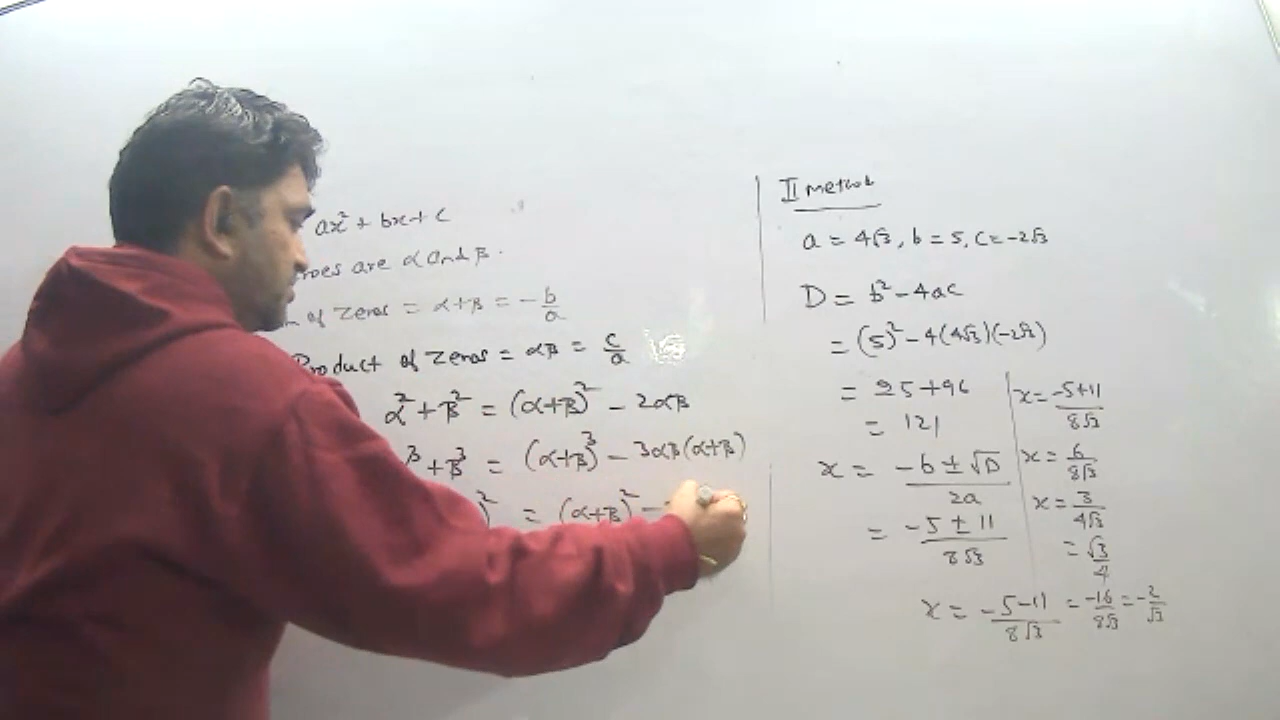 ax² + bx + c
roes are α and β.
of zeros = α+β = -b/a
Product of zeros = αβ = c/a
α² + β² = (α+β)² - 2αβ
³ + β³ = (α+β)³ - 3αβ(α+β)
)² = (α+β)² -
II method
a = 4√3, b = 5, c = -2√3
D = b² - 4ac
= (5)² - 4(4√3)(-2√3)
= 25 + 96
= 121
x = (-b ± √D)/2a
= (-5 ± 11)/8√3
x = (-5+11)/8√3
x = 6/8√3
x = 3/4√3
= √3/4
x = (-5-11)/8√3 = -16/8√3 = -2/√3